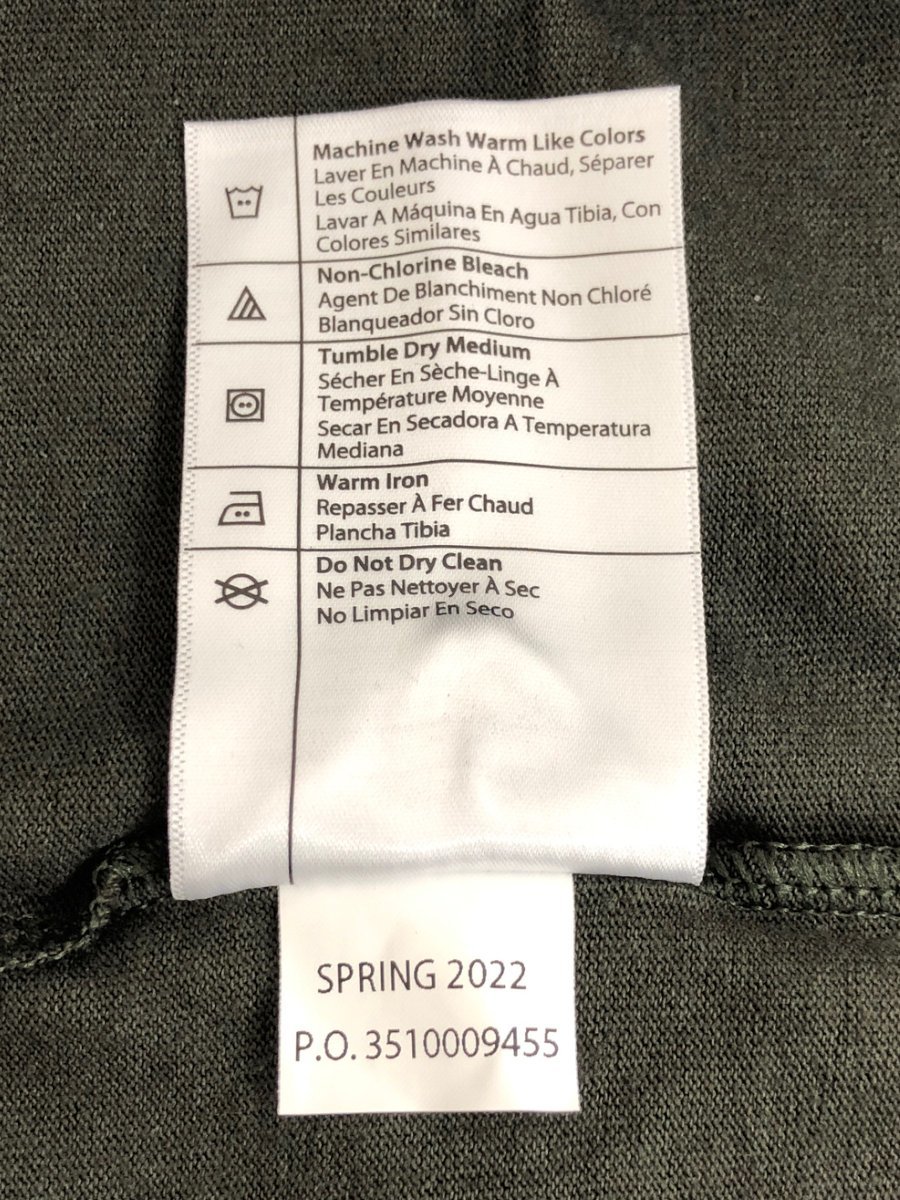 Machine Wash Warm Like Colors
Laver En Machine À Chaud, Séparer
Les Couleurs
Lavar A Máquina En Agua Tibia, Con
Colores Similares
Non-Chlorine Bleach
Agent De Blanchiment Non Chloré
Blanqueador Sin Cloro
Tumble Dry Medium
Sécher En Sèche-Linge À
Température Moyenne
Secar En Secadora A Temperatura
Mediana
Warm Iron
Repasser À Fer Chaud
Plancha Tibia
Do Not Dry Clean
Ne Pas Nettoyer À Sec
No Limpiar En Seco
SPRING 2022
P.O. 3510009455